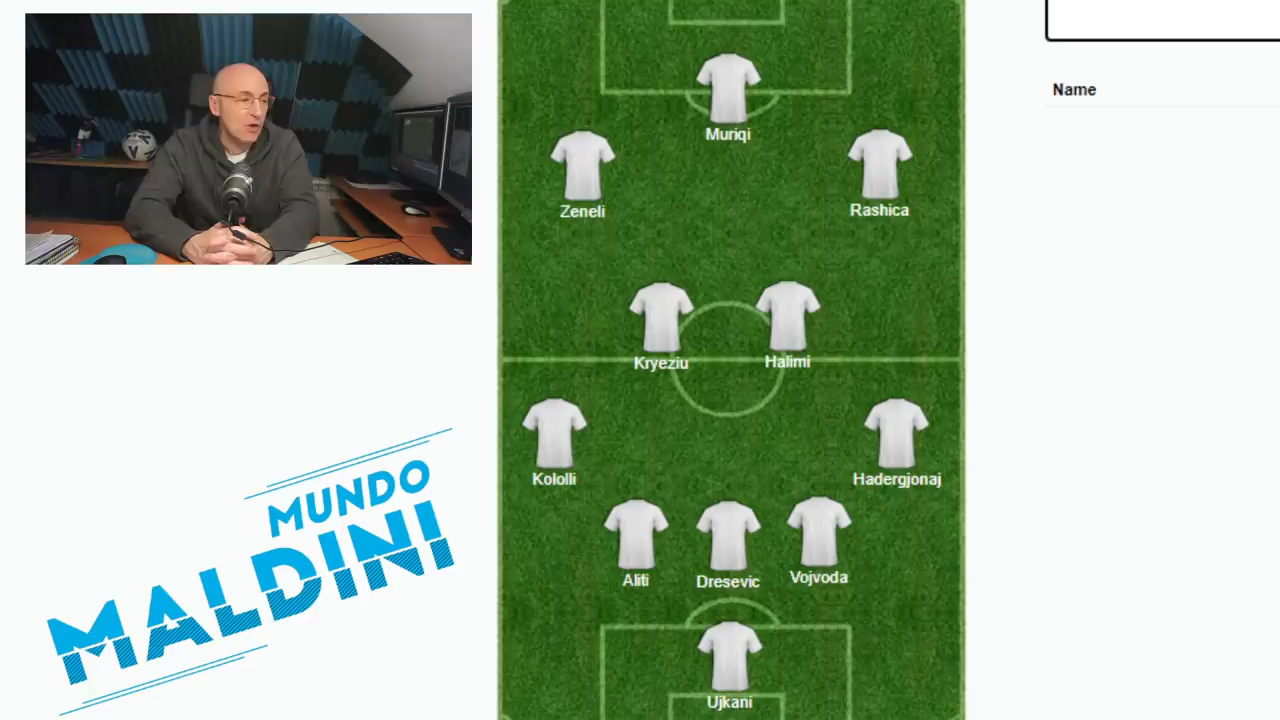 Name
Muriqi
Zeneli
Rashica
Kryeziu
Halimi
Kololli
Hadergjonaj
Aliti
Dresevic
Vojvoda
Ujkani
MUNDO
MALDINI